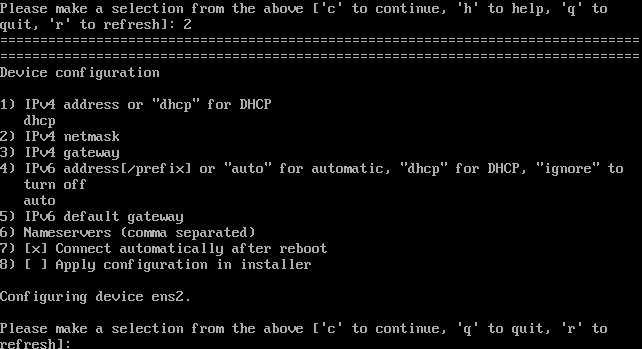 Please make a selection from the above ['c' to continue, 'h' to help, 'q' to
quit, 'r' to refresh]: 2
================================================================================
================================================================================
Device configuration
1) IPv4 address or "dhcp" for DHCP
dhcp
2) IPv4 netmask
3) IPv4 gateway
4) IPv6 address[/prefix] or "auto" for automatic, "dhcp" for DHCP, "ignore" to
turn off
auto
5) IPv6 default gateway
6) Nameservers (comma separated)
7) [x] Connect automatically after reboot
8) [ ] Apply configuration in installer
Configuring device ens2.
Please make a selection from the above ['c' to continue, 'q' to quit, 'r' to
refresh]: